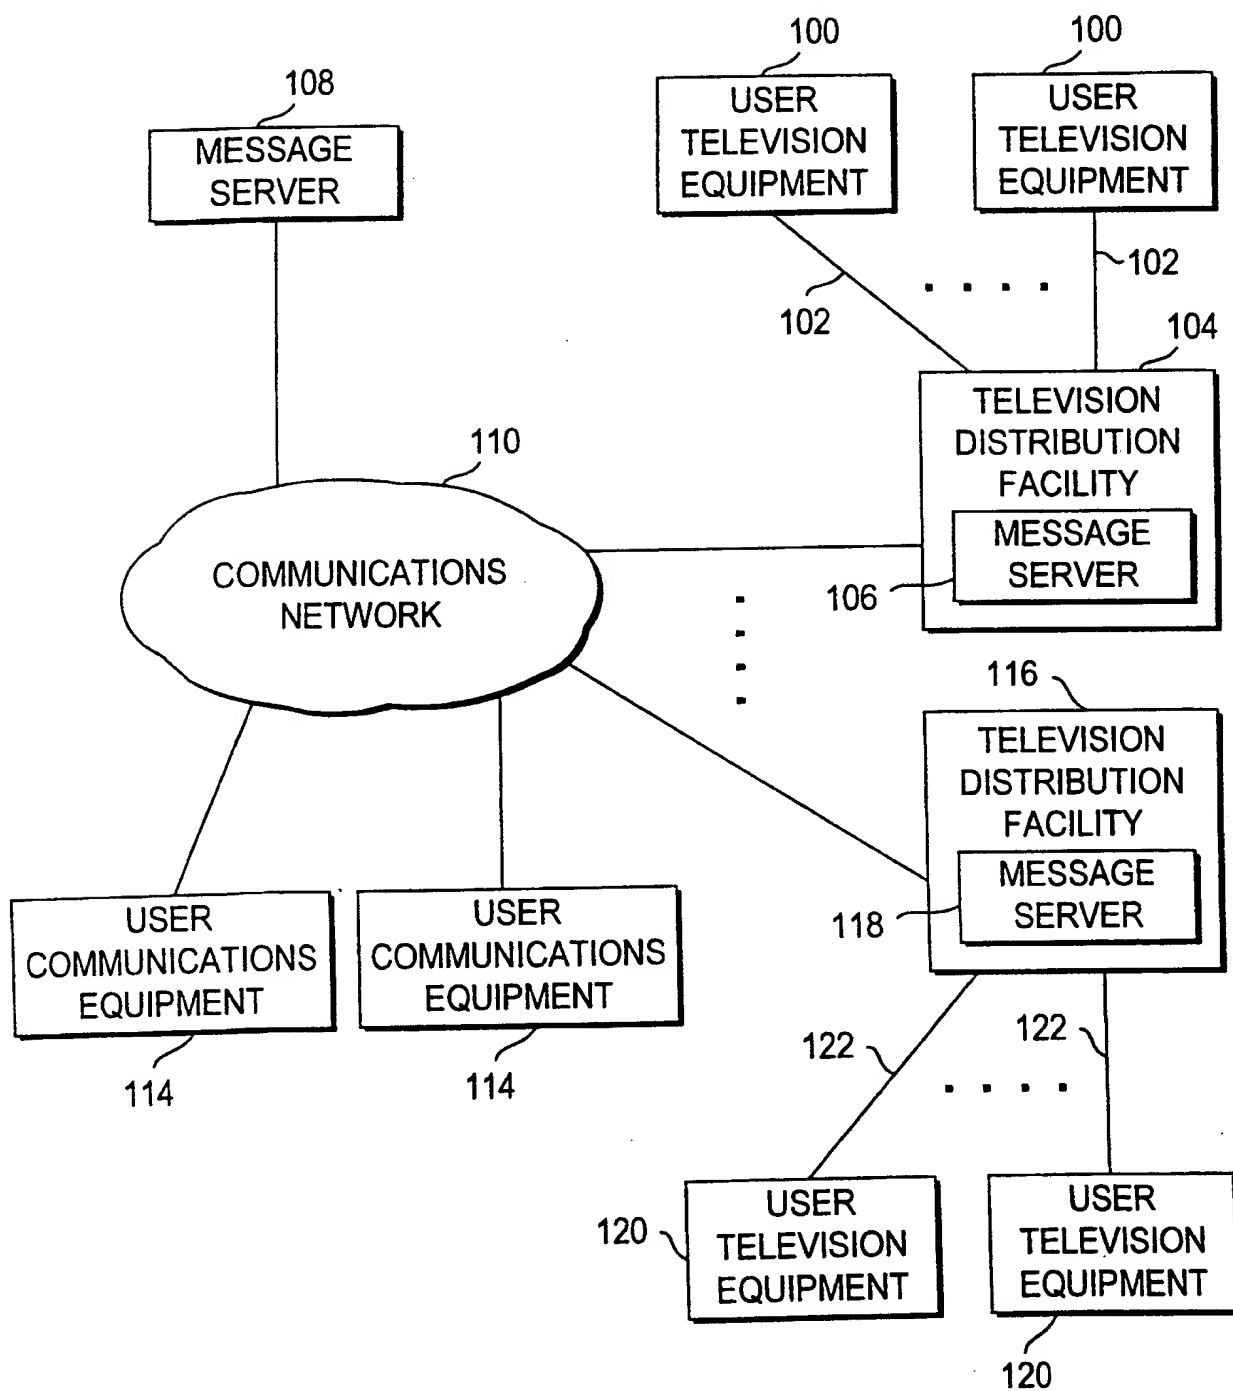 100
100
108
USER
TELEVISION
EQUIPMENT
USER
TELEVISION
EQUIPMENT
MESSAGE
SERVER
102
102
104
TELEVISION
DISTRIBUTION
FACILITY
MESSAGE
SERVER
106
110
COMMUNICATIONS
NETWORK
116
TELEVISION
DISTRIBUTION
FACILITY
MESSAGE
SERVER
118
USER
COMMUNICATIONS
EQUIPMENT
USER
COMMUNICATIONS
EQUIPMENT
114
114
122
122
USER
TELEVISION
EQUIPMENT
120
USER
TELEVISION
EQUIPMENT
120